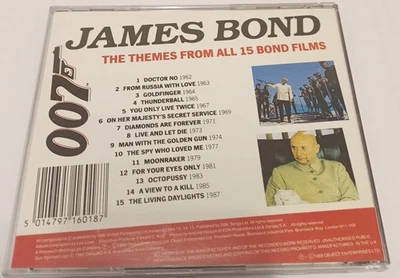 JAMES BOND
007
THE THEMES FROM ALL 15 BOND FILMS
1 DOCTOR NO 1962
2 FROM RUSSIA WITH LOVE 1963
3 GOLDFINGER 1964
4 THUNDERBALL 1965
5 YOU ONLY LIVE TWICE 1967
6 ON HER MAJESTY'S SECRET SERVICE 1969
7 DIAMONDS ARE FOREVER 1971
8 LIVE AND LET DIE 1973
9 MAN WITH THE GOLDEN GUN 1974
10 THE SPY WHO LOVED ME 1977
11 MOONRAKER 1979
12 FOR YOUR EYES ONLY 1981
13 OCTOPUSSY 1983
14 A VIEW TO A KILL 1985
15 THE LIVING DAYLIGHTS 1987
5 014797 160187